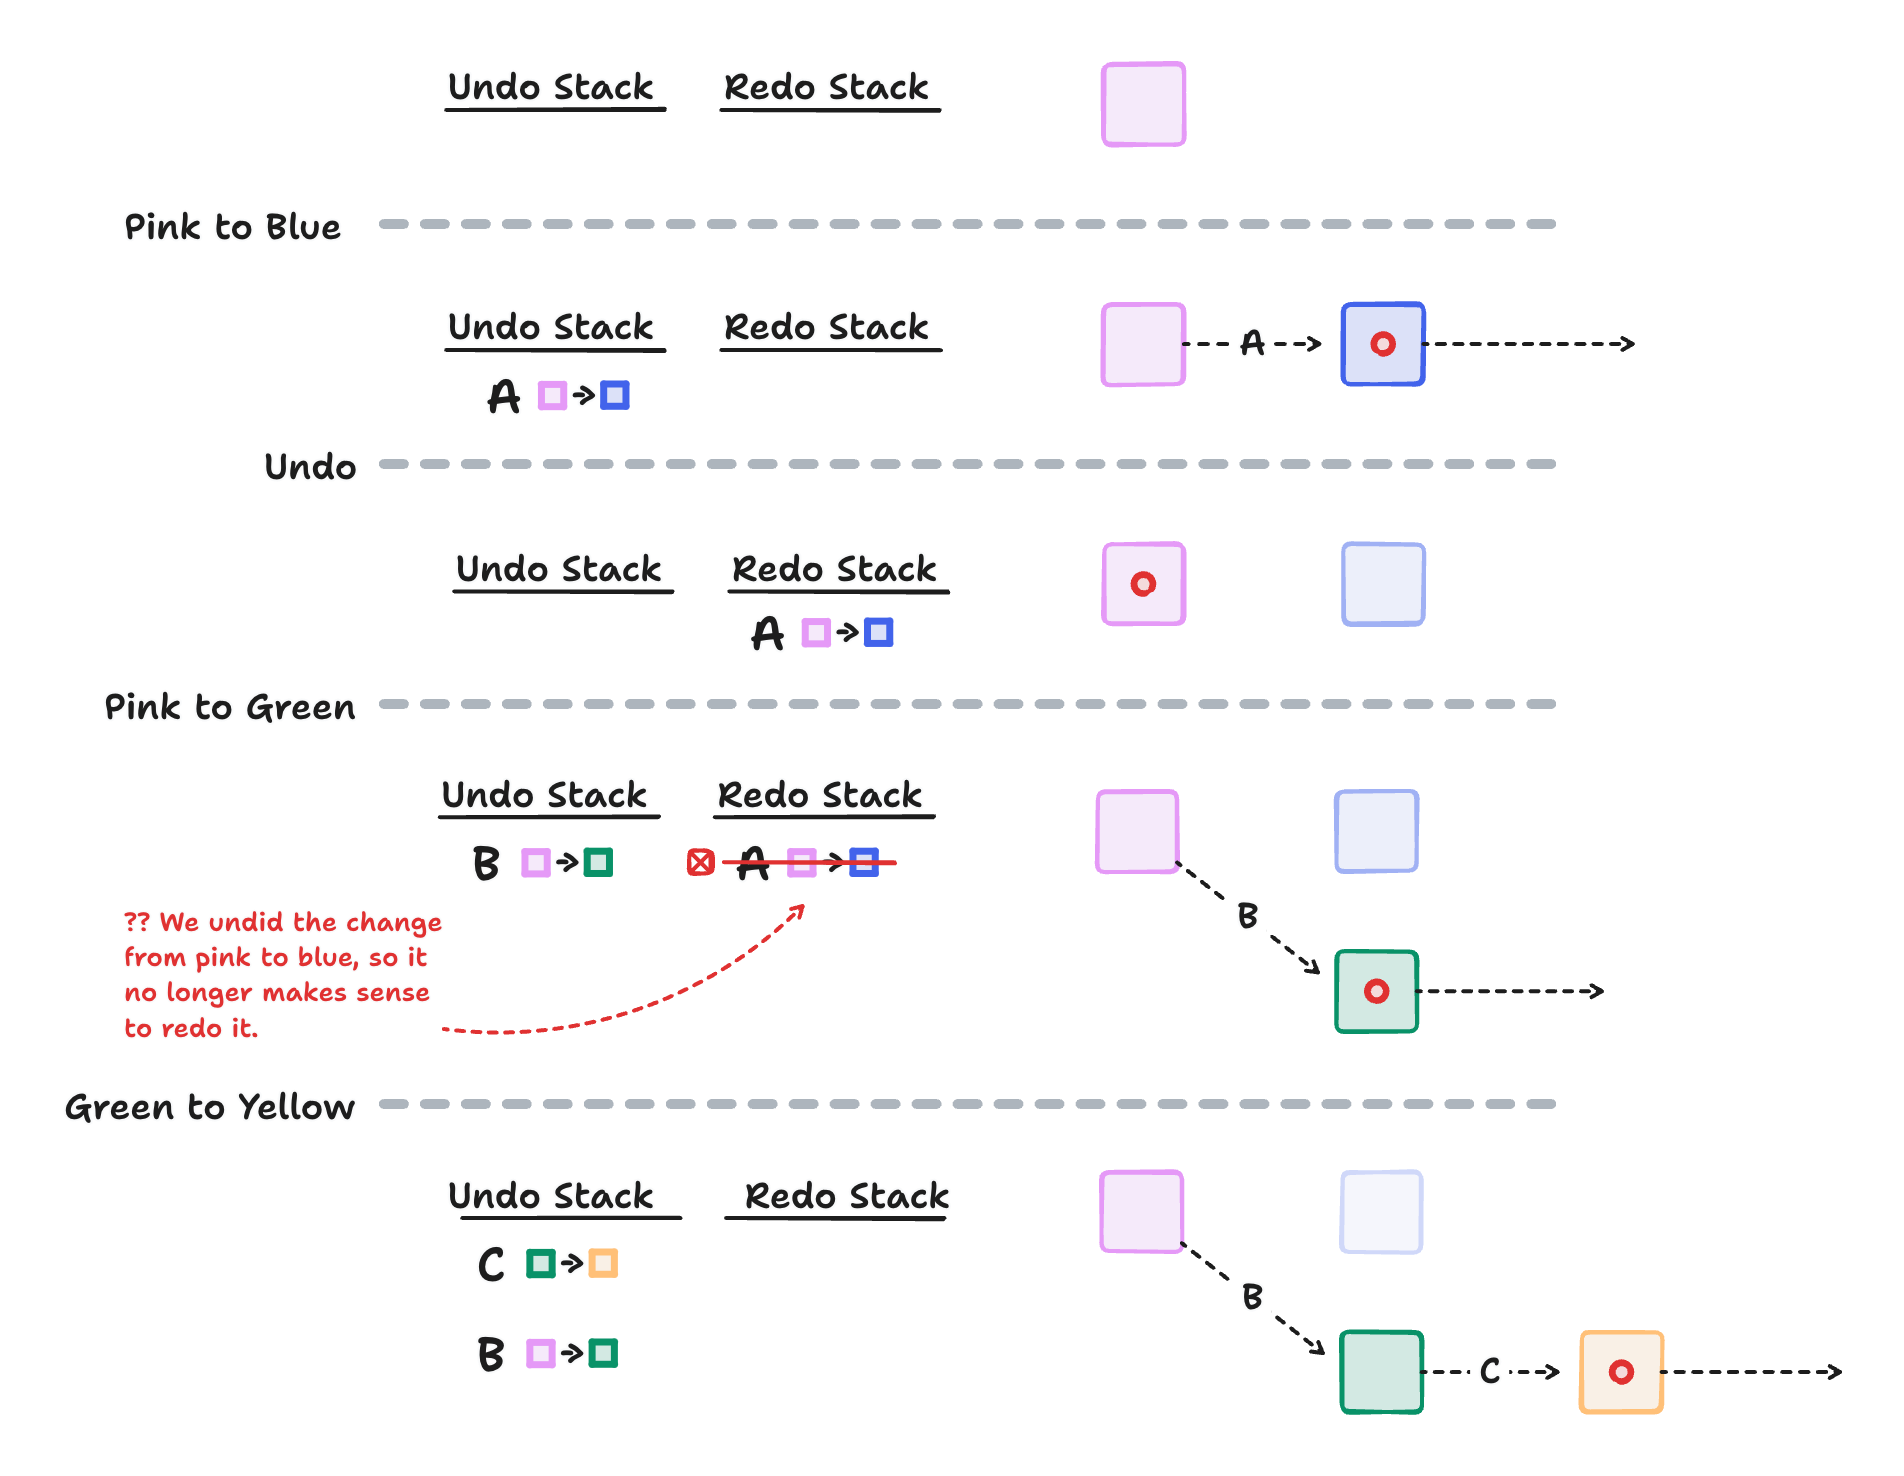 Undo Stack Redo Stack
Pink to Blue
Undo Stack Redo Stack
A
A
Undo
Undo Stack Redo Stack
A
Pink to Green
Undo Stack Redo Stack
B A
B
?? We undid the change
from pink to blue, so it
no longer makes sense
to redo it.
Green to Yellow
Undo Stack Redo Stack
C
B
B
C